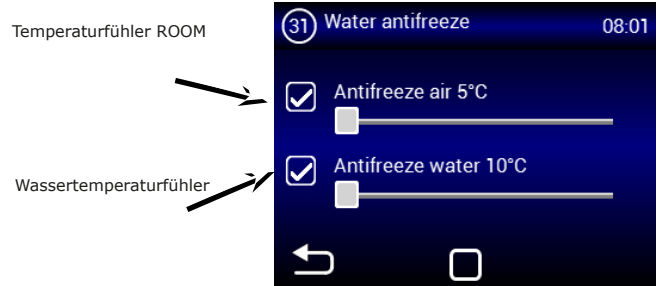 Temperaturfühler ROOM
31 Water antifreeze 08:01
Antifreeze air 5°C
Antifreeze water 10°C
Wassertemperaturfühler